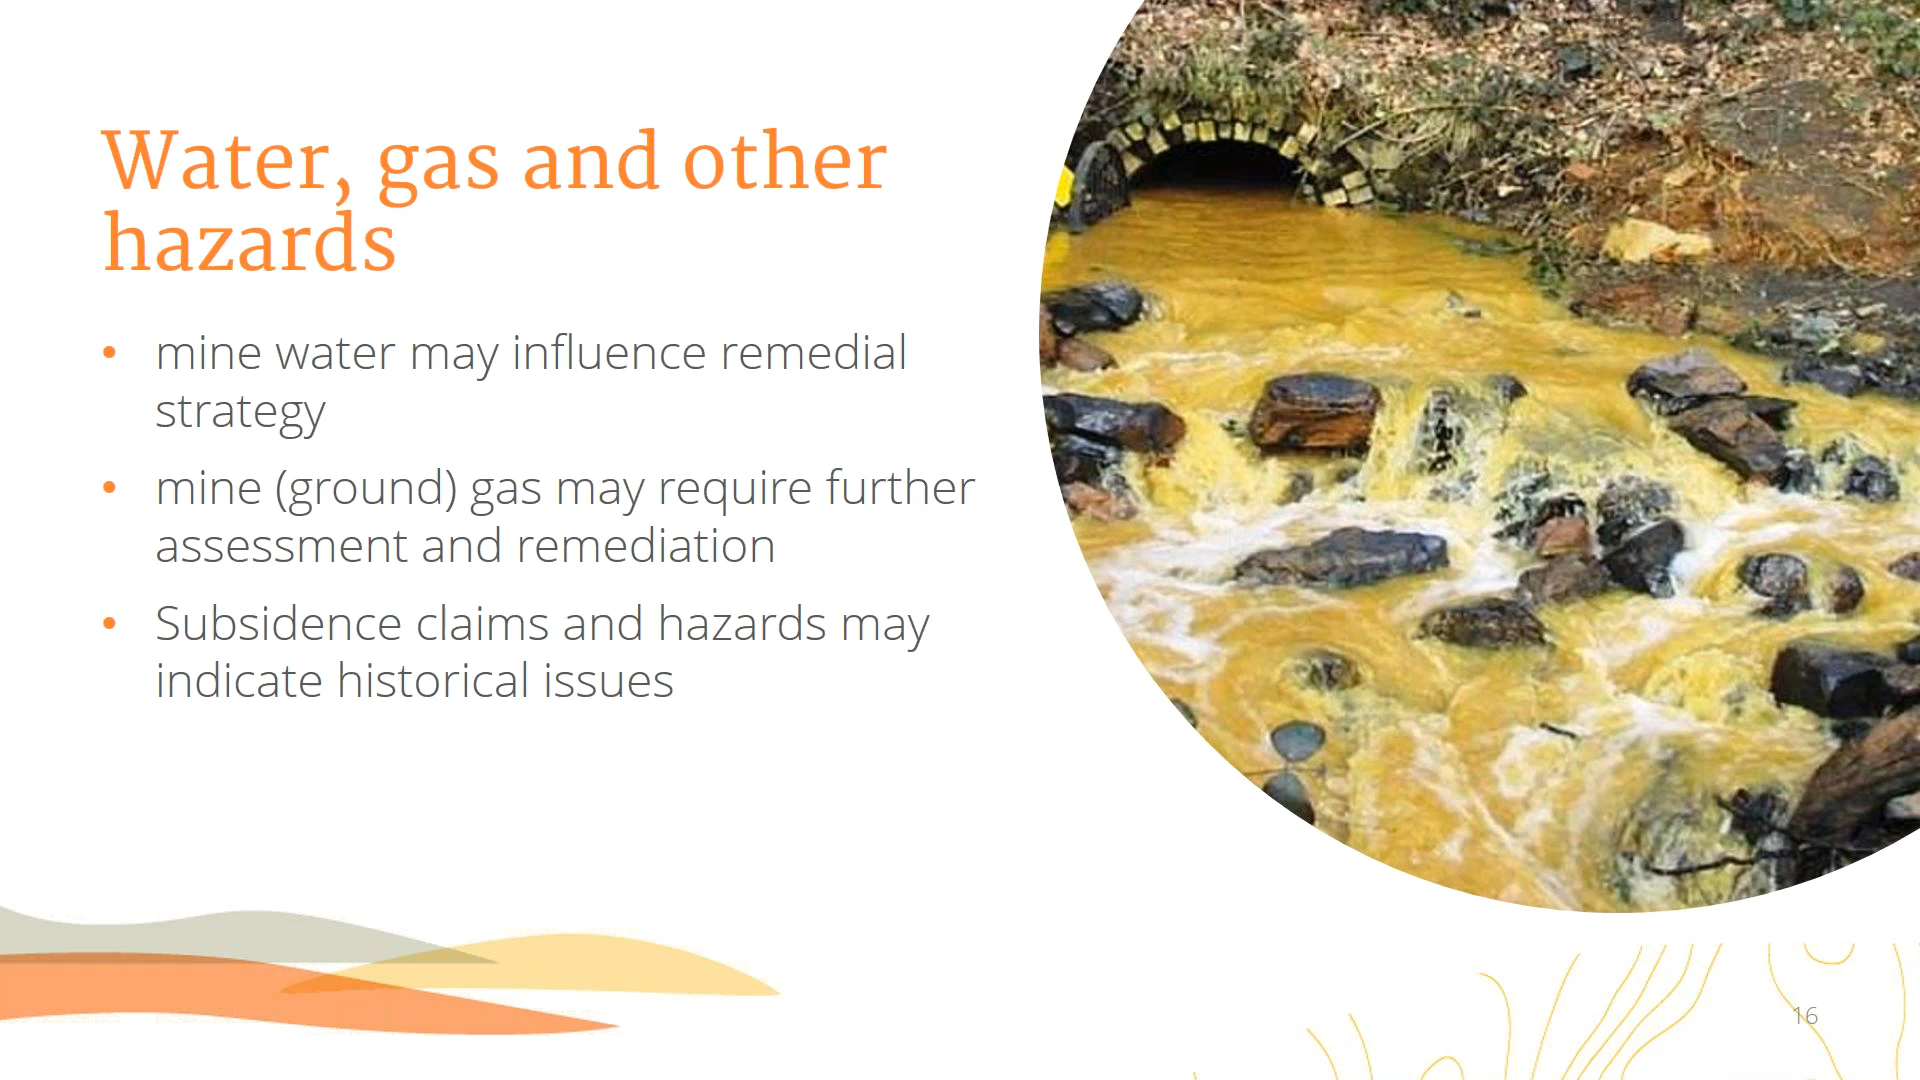 Water, gas and other
hazards
• mine water may influence remedial
strategy
• mine (ground) gas may require further
assessment and remediation
• Subsidence claims and hazards may
indicate historical issues
16